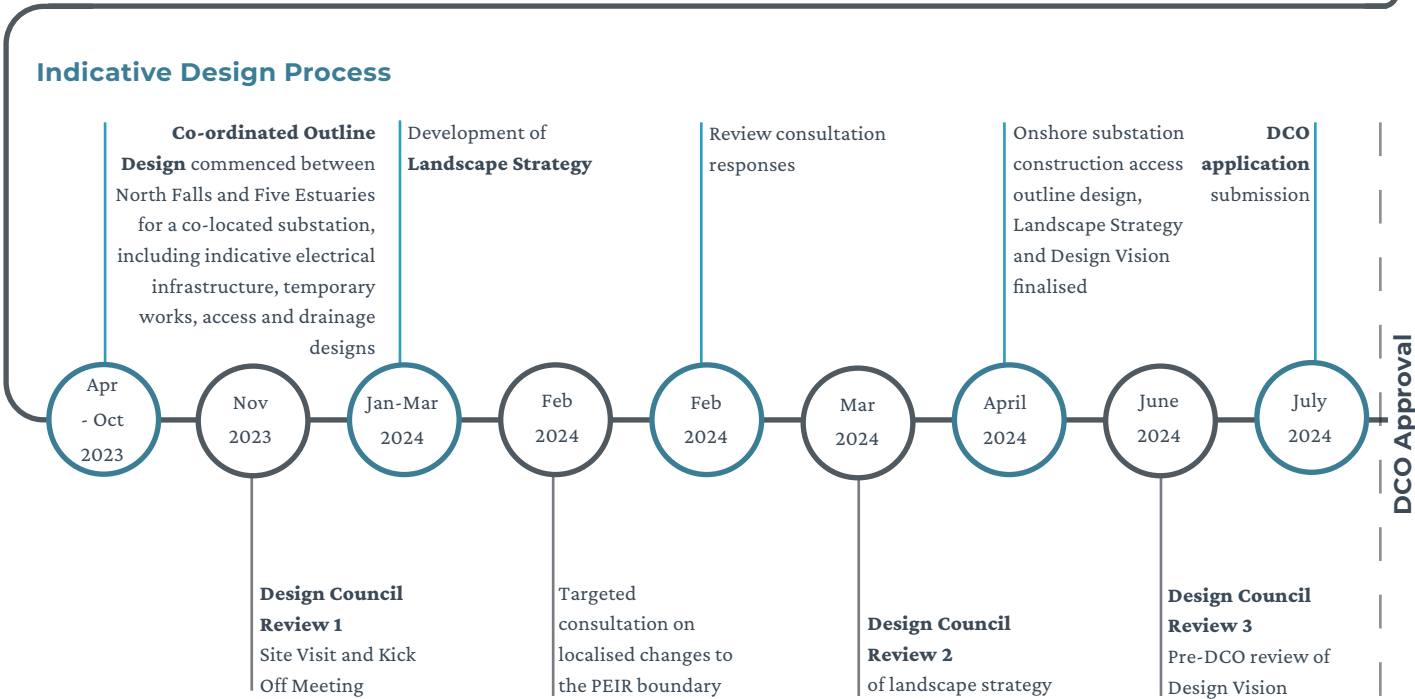 Indicative Design Process
Co-ordinated Outline
Design commenced between
North Falls and Five Estuaries
for a co-located substation,
including indicative electrical
infrastructure, temporary
works, access and drainage
designs
Development of
Landscape Strategy
Review consultation
responses
Onshore substation
construction access
outline design,
Landscape Strategy
and Design Vision
finalised
DCO
application
submission
Apr
- Oct
2023
Nov
2023
Jan-Mar
2024
Feb
2024
Feb
2024
Mar
2024
April
2024
June
2024
July
2024
DCO Approval
Design Council
Review 1
Site Visit and Kick
Off Meeting
Targeted
consultation on
localised changes to
the PEIR boundary
Design Council
Review 2
of landscape strategy
Design Council
Review 3
Pre-DCO review of
Design Vision